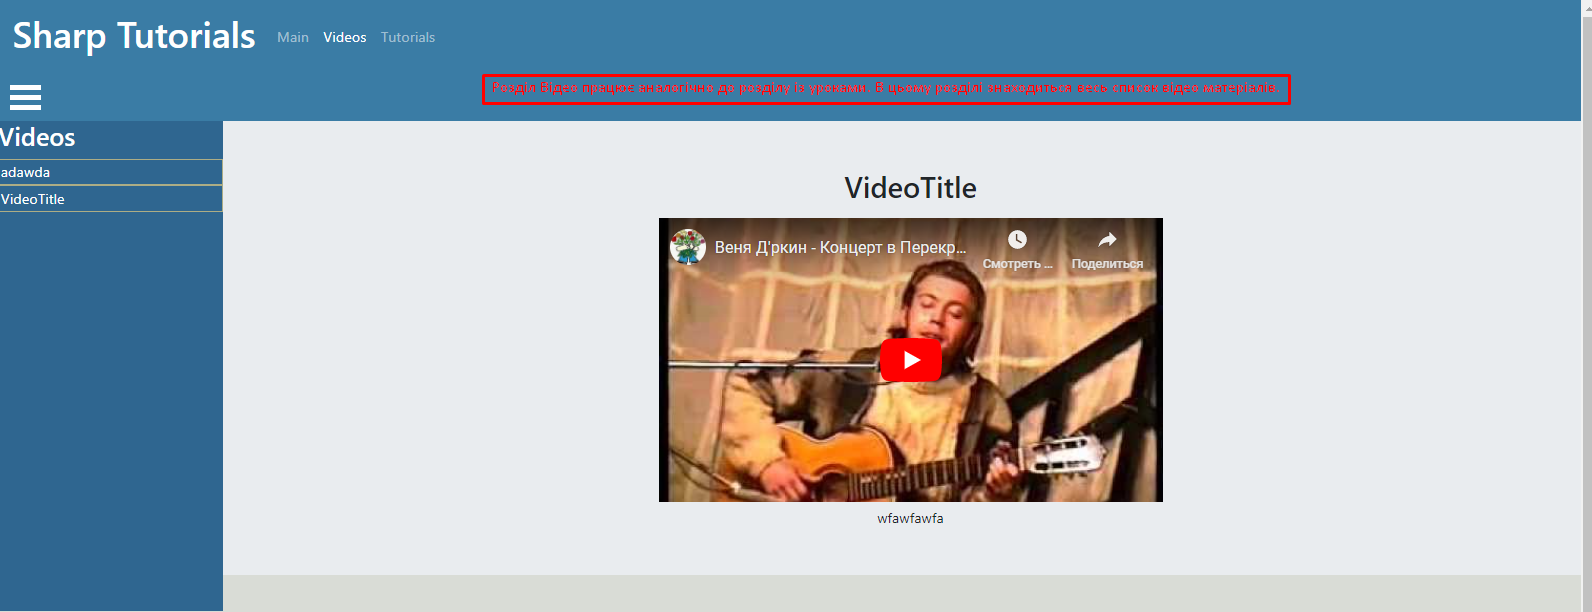 Sharp Tutorials Main Videos Tutorials
Розділ Відео працює аналогічно до розділу із уроками. В цьому розділі знаходиться весь список відео матеріалів.
Videos
adawda
VideoTitle
VideoTitle
Веня Д'ркин - Концерт в Перекр...
Смотреть ...
Поделиться
wfawfawfa